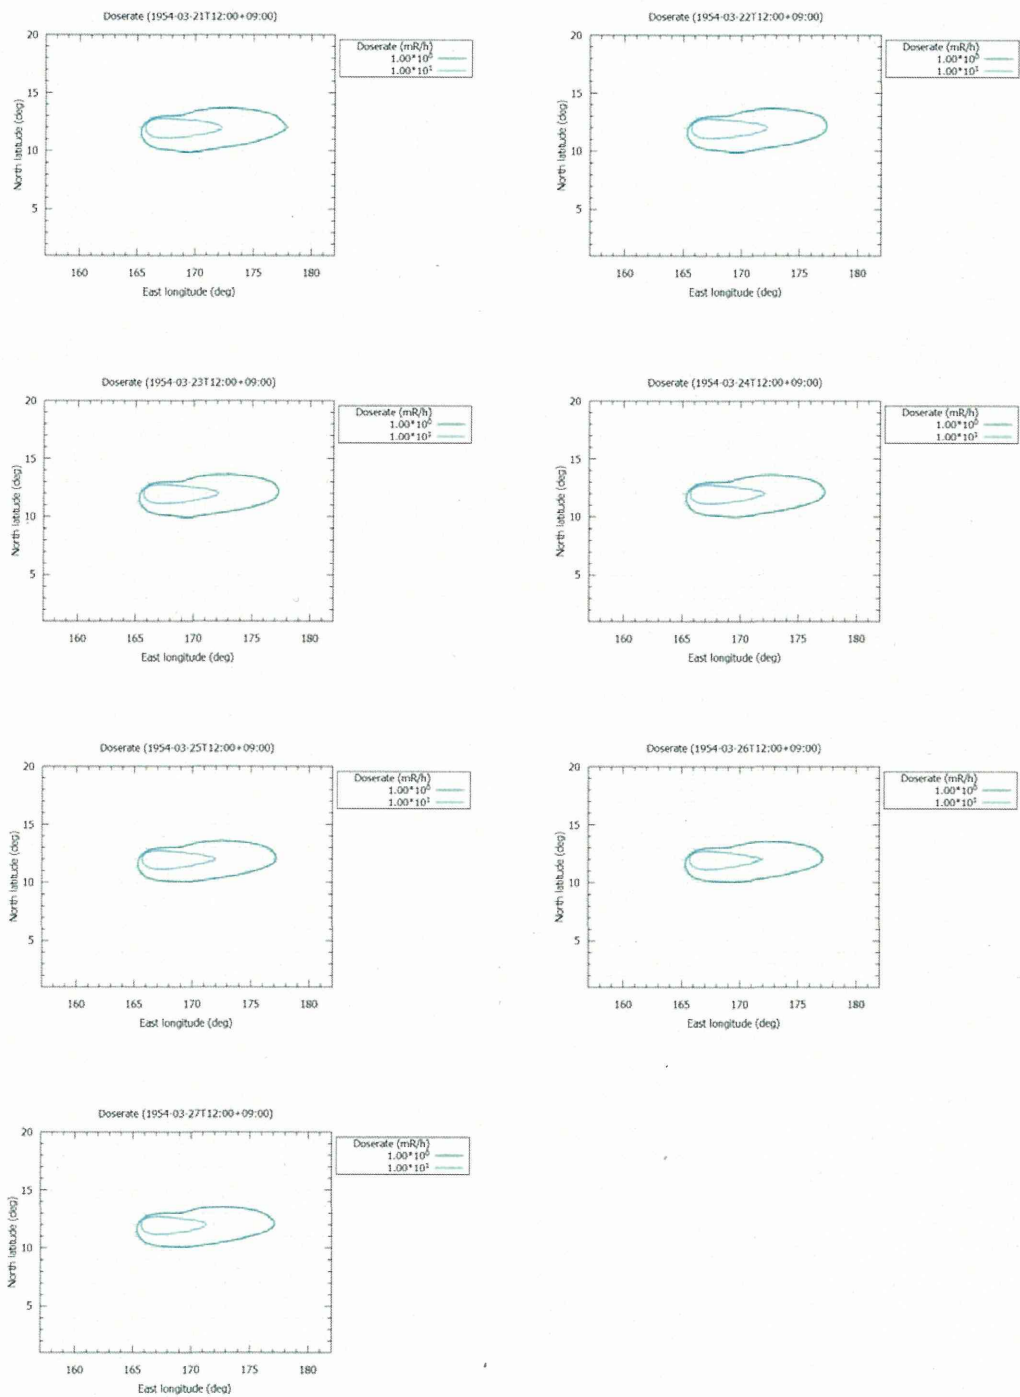 Doserate (1954-03-21T12:00+09:00)
Doserate (mR/h)
1.00*10⁰
1.00*10¹
20
15
10
5
North latitude (deg)
160 165 170 175 180
East longitude (deg)
Doserate (1954-03-22T12:00+09:00)
Doserate (mR/h)
1.00*10⁰
1.00*10¹
20
15
10
5
North latitude (deg)
160 165 170 175 180
East longitude (deg)
Doserate (1954-03-23T12:00+09:00)
Doserate (mR/h)
1.00*10⁰
1.00*10¹
20
15
10
5
North latitude (deg)
160 165 170 175 180
East longitude (deg)
Doserate (1954-03-24T12:00+09:00)
Doserate (mR/h)
1.00*10⁰
1.00*10¹
20
15
10
5
North latitude (deg)
160 165 170 175 180
East longitude (deg)
Doserate (1954-03-25T12:00+09:00)
Doserate (mR/h)
1.00*10⁰
1.00*10¹
20
15
10
5
North latitude (deg)
160 165 170 175 180
East longitude (deg)
Doserate (1954-03-26T12:00+09:00)
Doserate (mR/h)
1.00*10⁰
1.00*10¹
20
15
10
5
North latitude (deg)
160 165 170 175 180
East longitude (deg)
Doserate (1954-03-27T12:00+09:00)
Doserate (mR/h)
1.00*10⁰
1.00*10¹
20
15
10
5
North latitude (deg)
160 165 170 175 180
East longitude (deg)